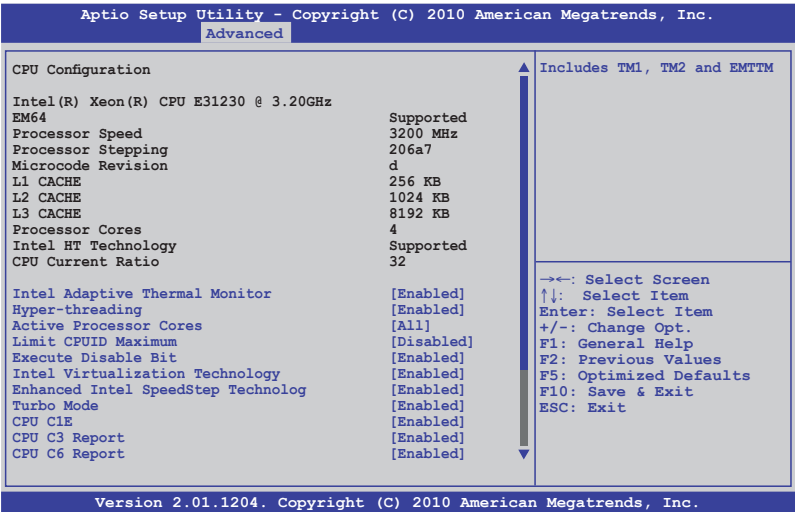 Aptio Setup Utility - Copyright (C) 2010 American Megatrends, Inc.
Advanced
CPU Configuration
Intel(R) Xeon(R) CPU E31230 @ 3.20GHz
EM64 Supported
Processor Speed 3200 MHz
Processor Stepping 206a7
Microcode Revision d
L1 CACHE 256 KB
L2 CACHE 1024 KB
L3 CACHE 8192 KB
Processor Cores 4
Intel HT Technology Supported
CPU Current Ratio 32
Intel Adaptive Thermal Monitor [Enabled]
Hyper-threading [Enabled]
Active Processor Cores [All]
Limit CPUID Maximum [Disabled]
Execute Disable Bit [Enabled]
Intel Virtualization Technology [Enabled]
Enhanced Intel SpeedStep Technolog [Enabled]
Turbo Mode [Enabled]
CPU C1E [Enabled]
CPU C3 Report [Enabled]
CPU C6 Report [Enabled]
Includes TM1, TM2 and EMTTM
→←: Select Screen
↑↓: Select Item
Enter: Select Item
+/-: Change Opt.
F1: General Help
F2: Previous Values
F5: Optimized Defaults
F10: Save & Exit
ESC: Exit
Version 2.01.1204. Copyright (C) 2010 American Megatrends, Inc.